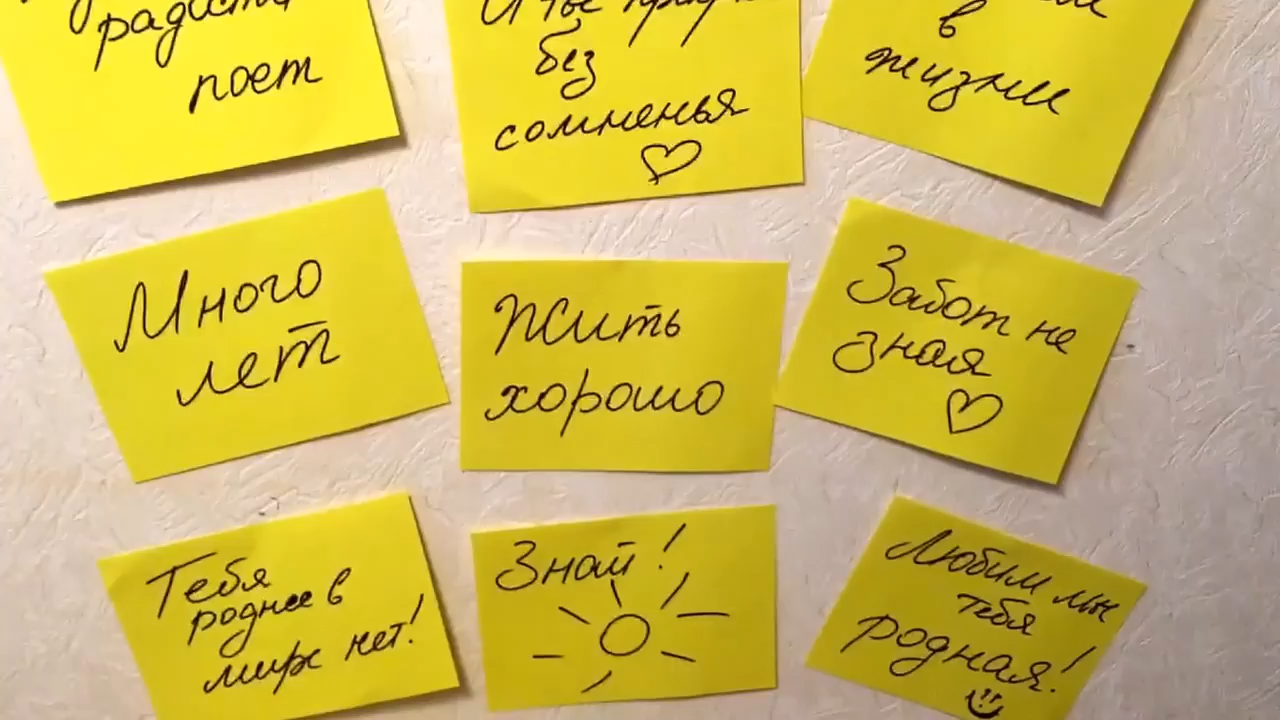 поет
без
сомненья
в
жизни
Много
лет
Жить
хорошо
Забот не
зная
Тебя
роднее в
мире нет!
Знай!
Любим мы
тебя
родная!